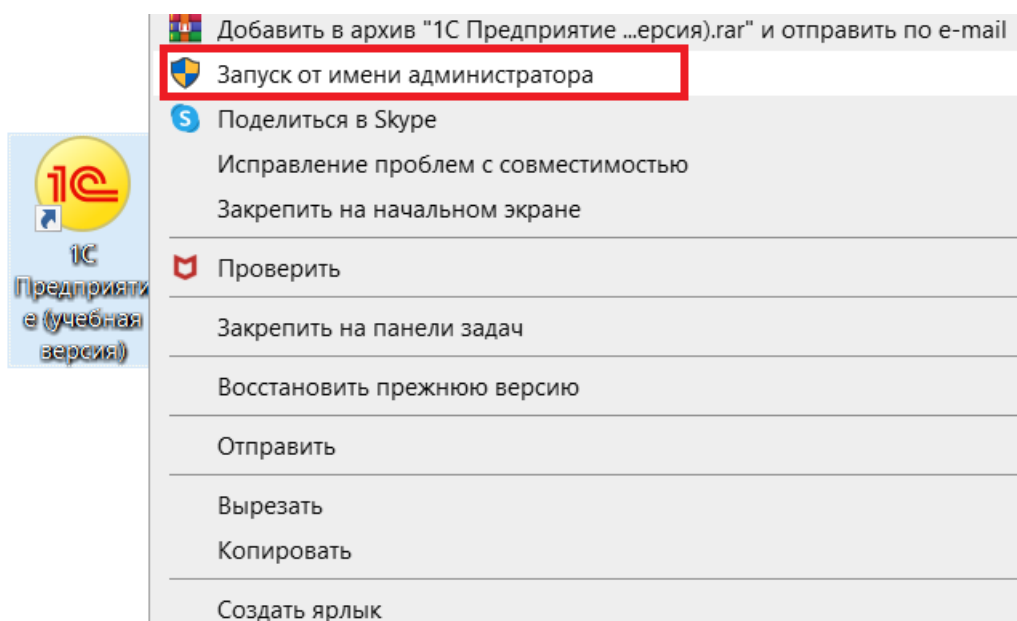 Добавить в архив "1С Предприятие ...ерсия).rar" и отправить по e-mail
Запуск от имени администратора
S Поделиться в Skype
Исправление проблем с совместимостью
Закрепить на начальном экране
Проверить
Закрепить на панели задач
Восстановить прежнюю версию
Отправить
Вырезать
Копировать
Создать ярлык
1С
1С
Предприяти
е (учебная
версия)